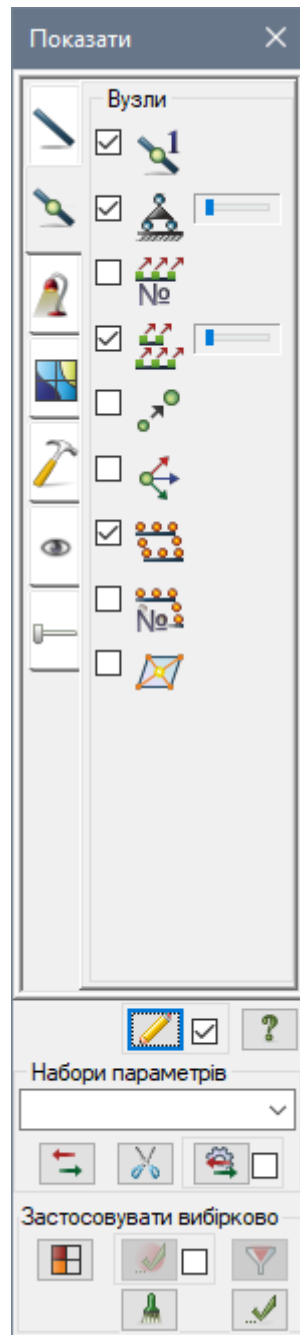 Показати
Вузли
1
№
№
Набори параметрів
Застосовувати вибірково